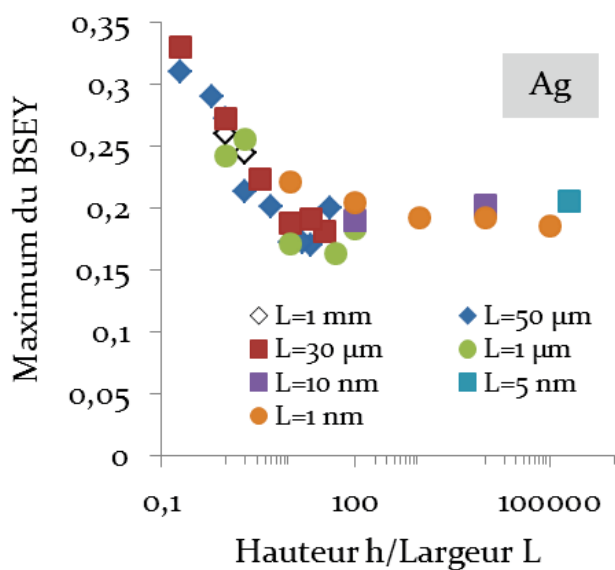 0,35
0,3
0,25
0,2
0,15
0,1
0,05
0
Maximum du BSEY
Ag
L=1 mm L=50 µm
L=30 µm L=1 µm
L=10 nm L=5 nm
L=1 nm
0,1 100 100000
Hauteur h/Largeur L